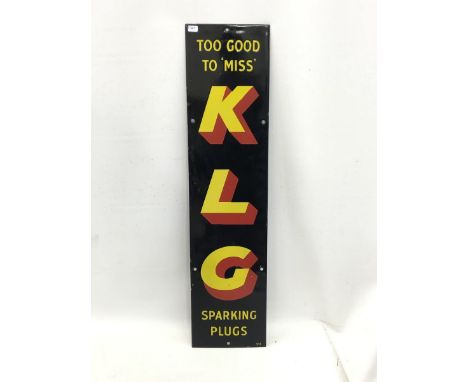 TOO GOOD
TO 'MISS'
K
L
G
SPARKING
PLUGS